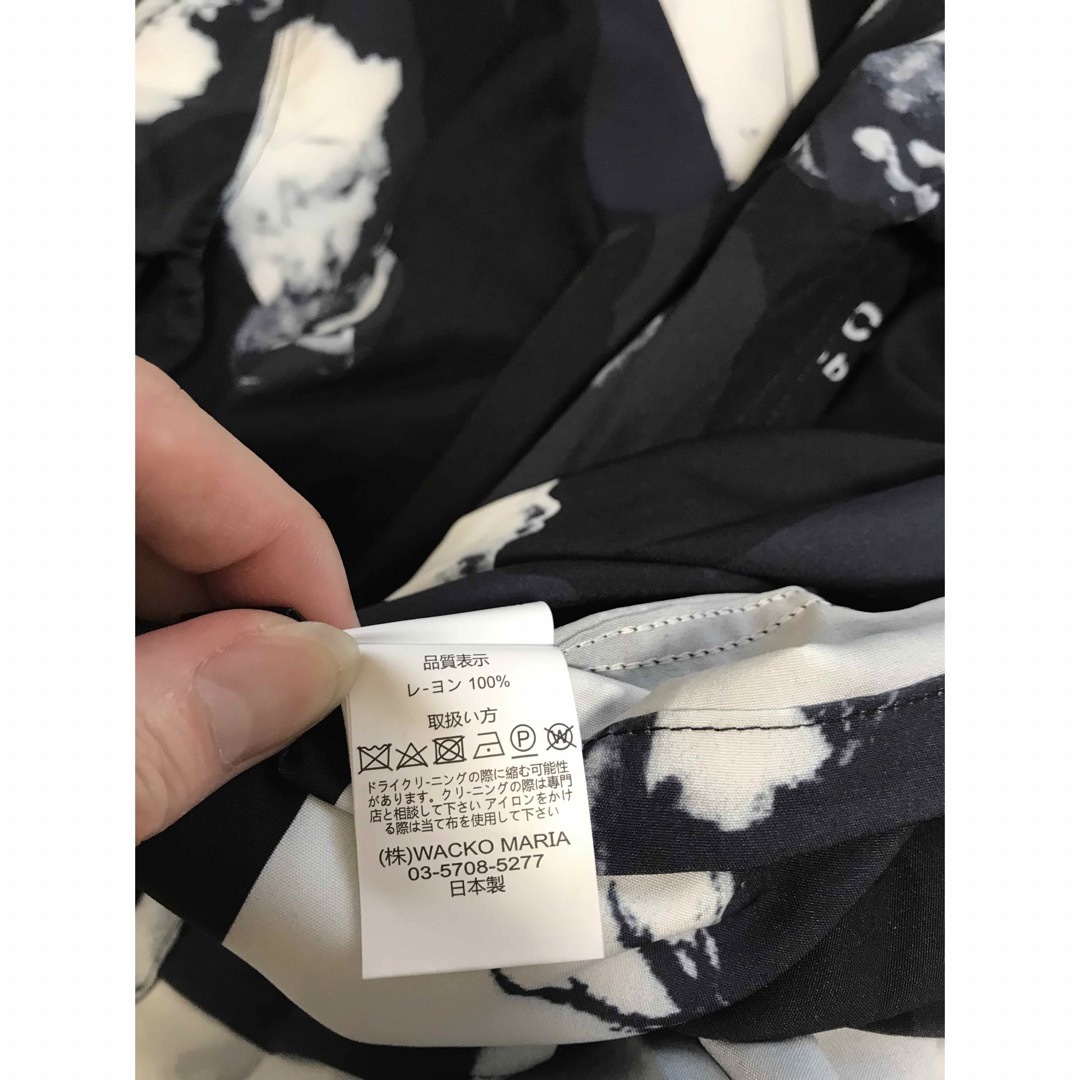 C
b
品質表示
レ-ヨン 100%
取扱い方
P W
ドライクリ-ニングの際に縮む可能性
があります。クリ-ニングの際は専門
店と相談して下さい アイロンをかけ
る際は当て布を使用して下さい
(株)WACKO MARIA
03-5708-5277
日本製